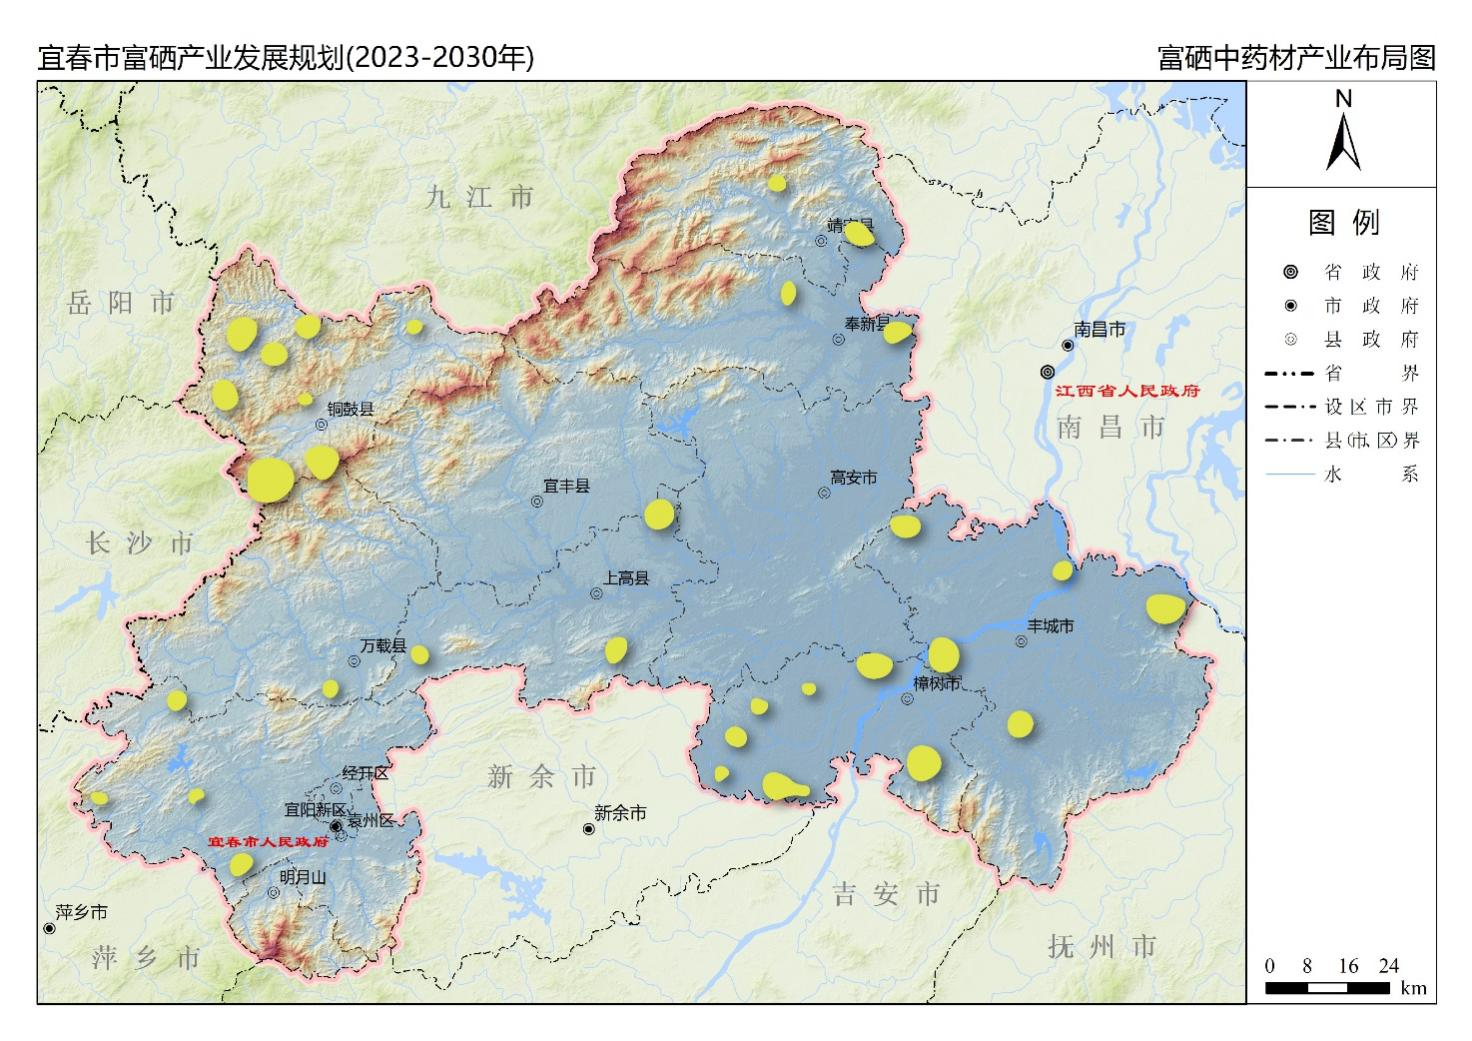 宜春市富硒产业发展规划(2023-2030年)
富硒中药材产业布局图
N
图 例
省 政 府
市 政 府
县 政 府
省 界
设 区 市 界
县(市、区)界
水 系
0 8 16 24
km
九 江 市
靖安县
岳 阳 市
奉新县
南昌市
江西省人民政府
铜鼓县
南 昌 市
宜丰县
高安市
长 沙 市
上高县
丰城市
万载县
樟树市
经开区
新 余 市
宜阳新区
袁州区
新余市
宜春市人民政府
明月山
吉 安 市
萍乡市
萍 乡 市
抚 州 市